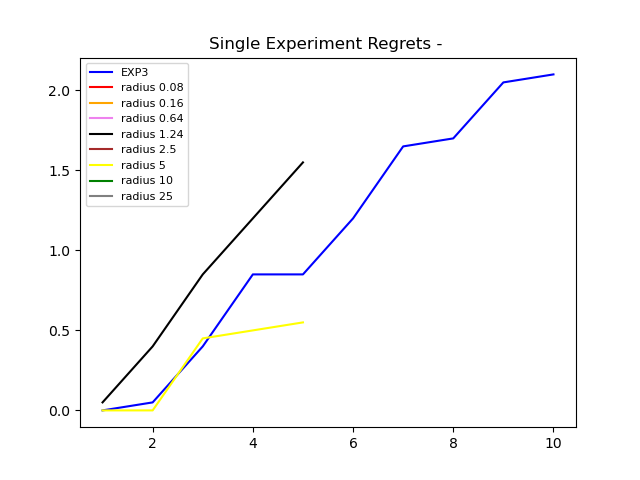 Single Experiment Regrets -
EXP3
radius 0.08
radius 0.16
radius 0.64
radius 1.24
radius 2.5
radius 5
radius 10
radius 25
2.0
1.5
1.0
0.5
0.0
2 4 6 8 10